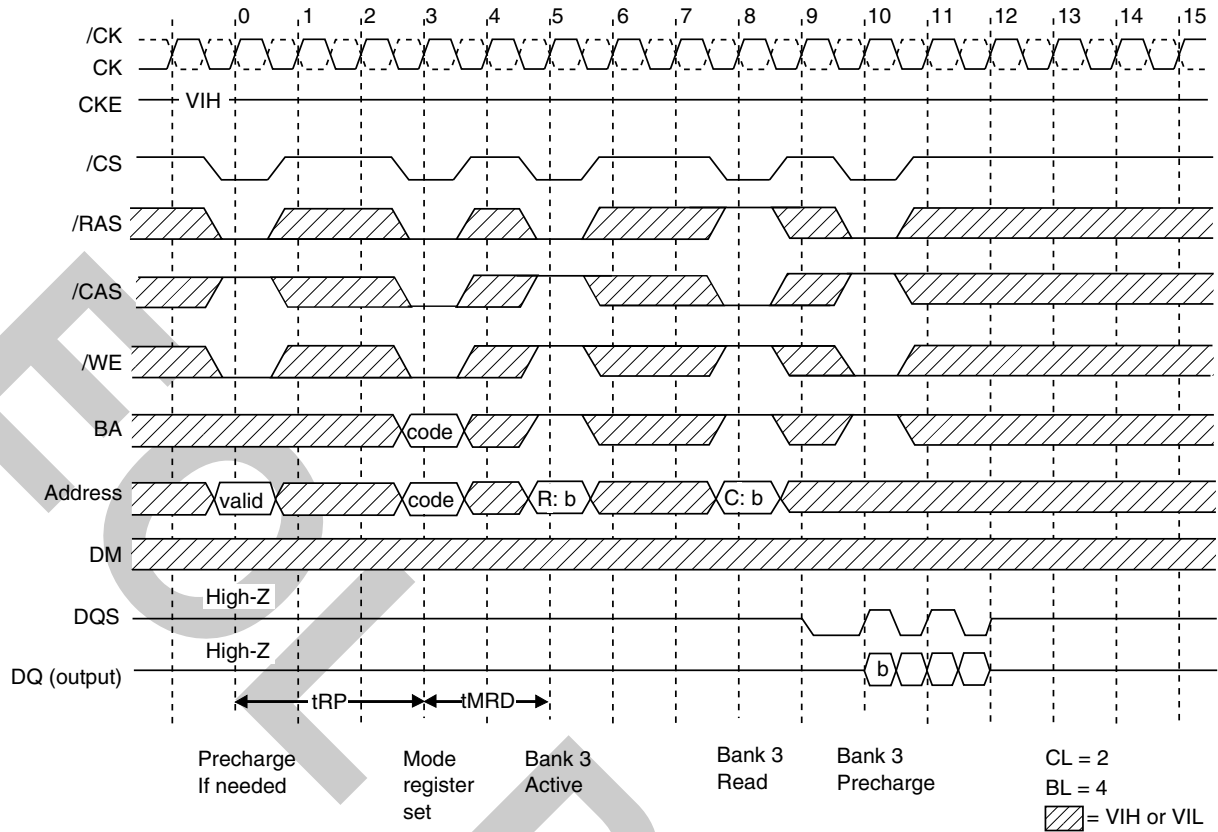 0 1 2 3 4 5 6 7 8 9 10 11 12 13 14 15
/CK
CK
CKE
VIH
/CS
/RAS
/CAS
/WE
BA
code
Address
valid
code
R: b
C: b
DM
High-Z
DQS
High-Z
DQ (output)
b
tRP
tMRD
Precharge
If needed
Mode
register
set
Bank 3
Active
Bank 3
Read
Bank 3
Precharge
CL = 2
BL = 4
= VIH or VIL